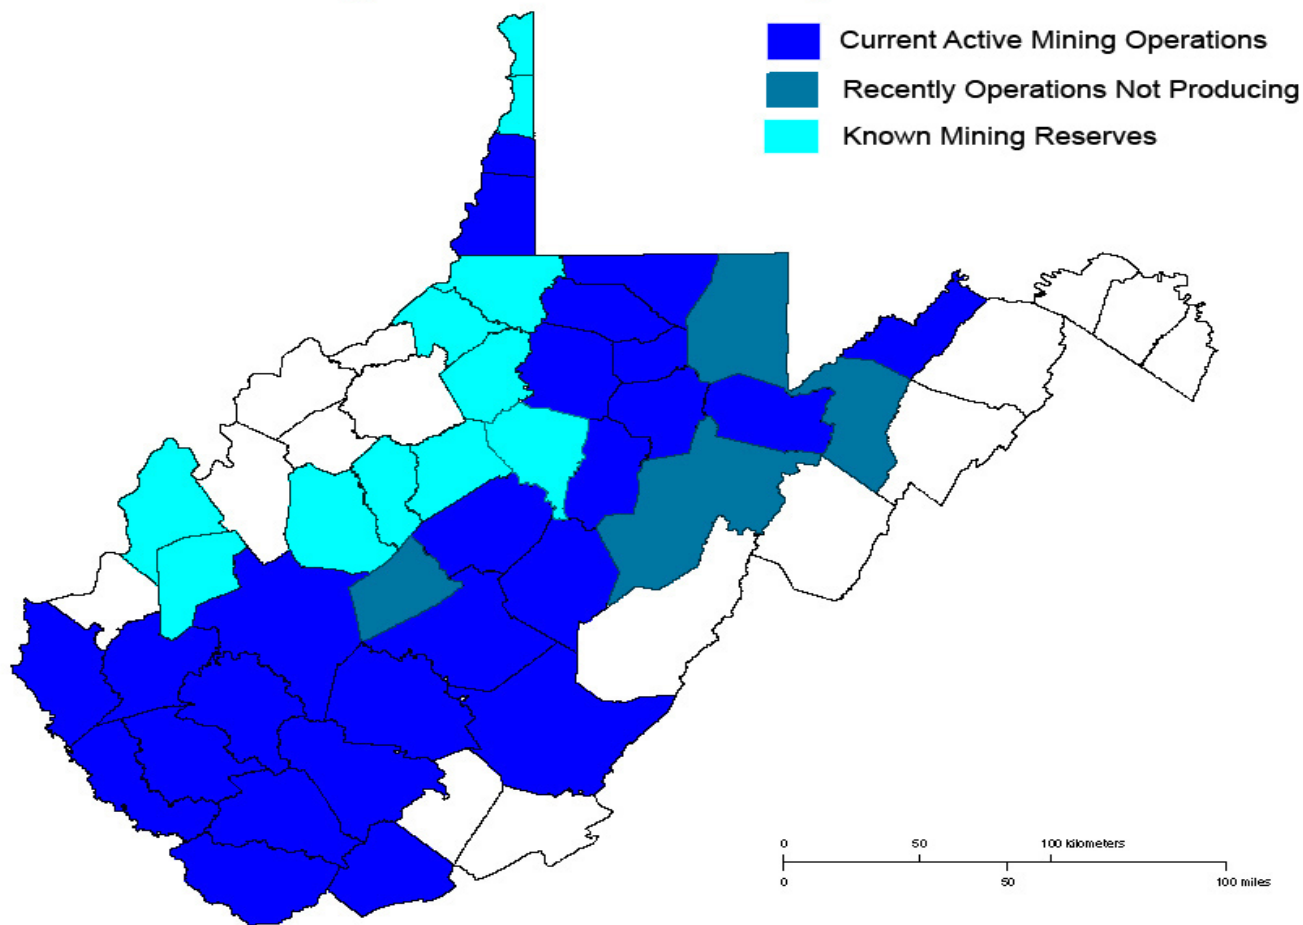 Current Active Mining Operations
Recently Operations Not Producing
Known Mining Reserves
0 50 100 kilometers
0 50 100 miles